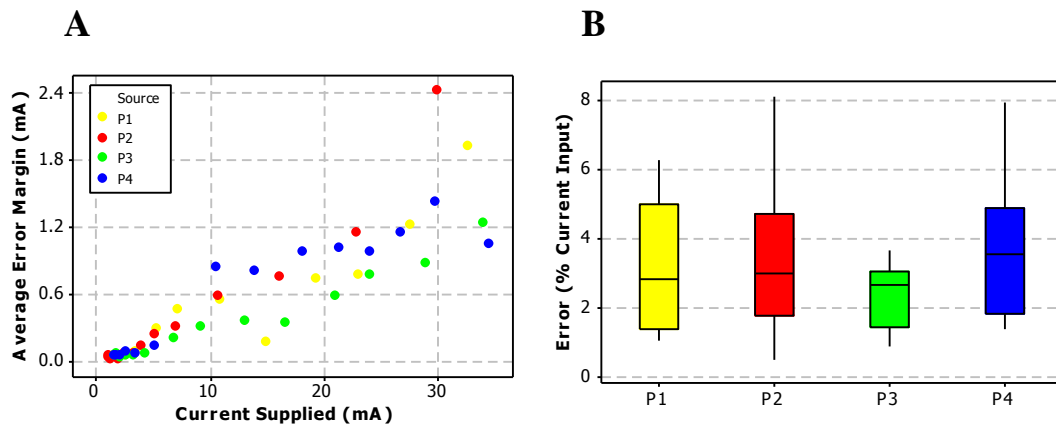 A
Average Error Margin (mA)
2.4
1.8
1.2
0.6
0.0
Source
P1
P2
P3
P4
0 10 20 30
Current Supplied (mA)
B
Error (% Current Input)
8
6
4
2
0
P1 P2 P3 P4